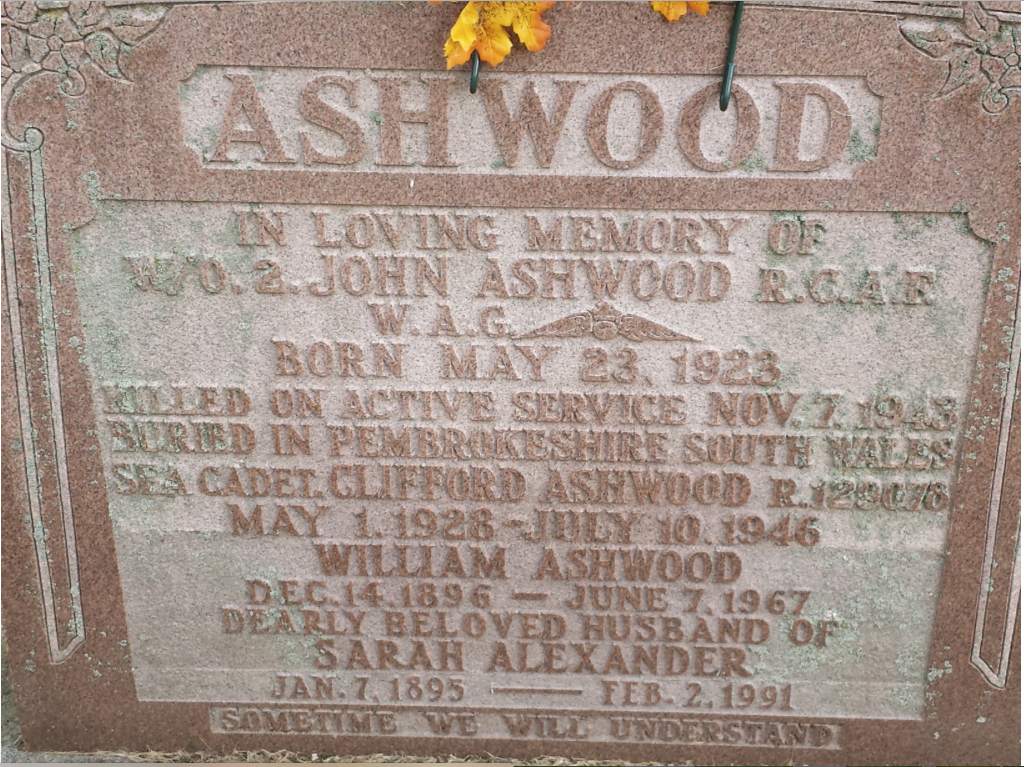 ASHWOOD
IN LOVING MEMORY OF
W/O. 2. JOHN ASHWOOD R.C.A.F.
W. A. G.
BORN MAY 23, 1923
KILLED ON ACTIVE SERVICE NOV. 7. 1943
BURIED IN PEMBROKESHIRE SOUTH WALES
SEA CADET. CLIFFORD ASHWOOD
MAY 1. 1928 - JULY 10. 1946
WILLIAM ASHWOOD
DEC. 14. 1896 — JUNE 7. 1967
DEARLY BELOVED HUSBAND OF
SARAH ALEXANDER
JAN. 7, 1895 — FEB. 2, 1991
SOMETIME WE WILL UNDERSTAND